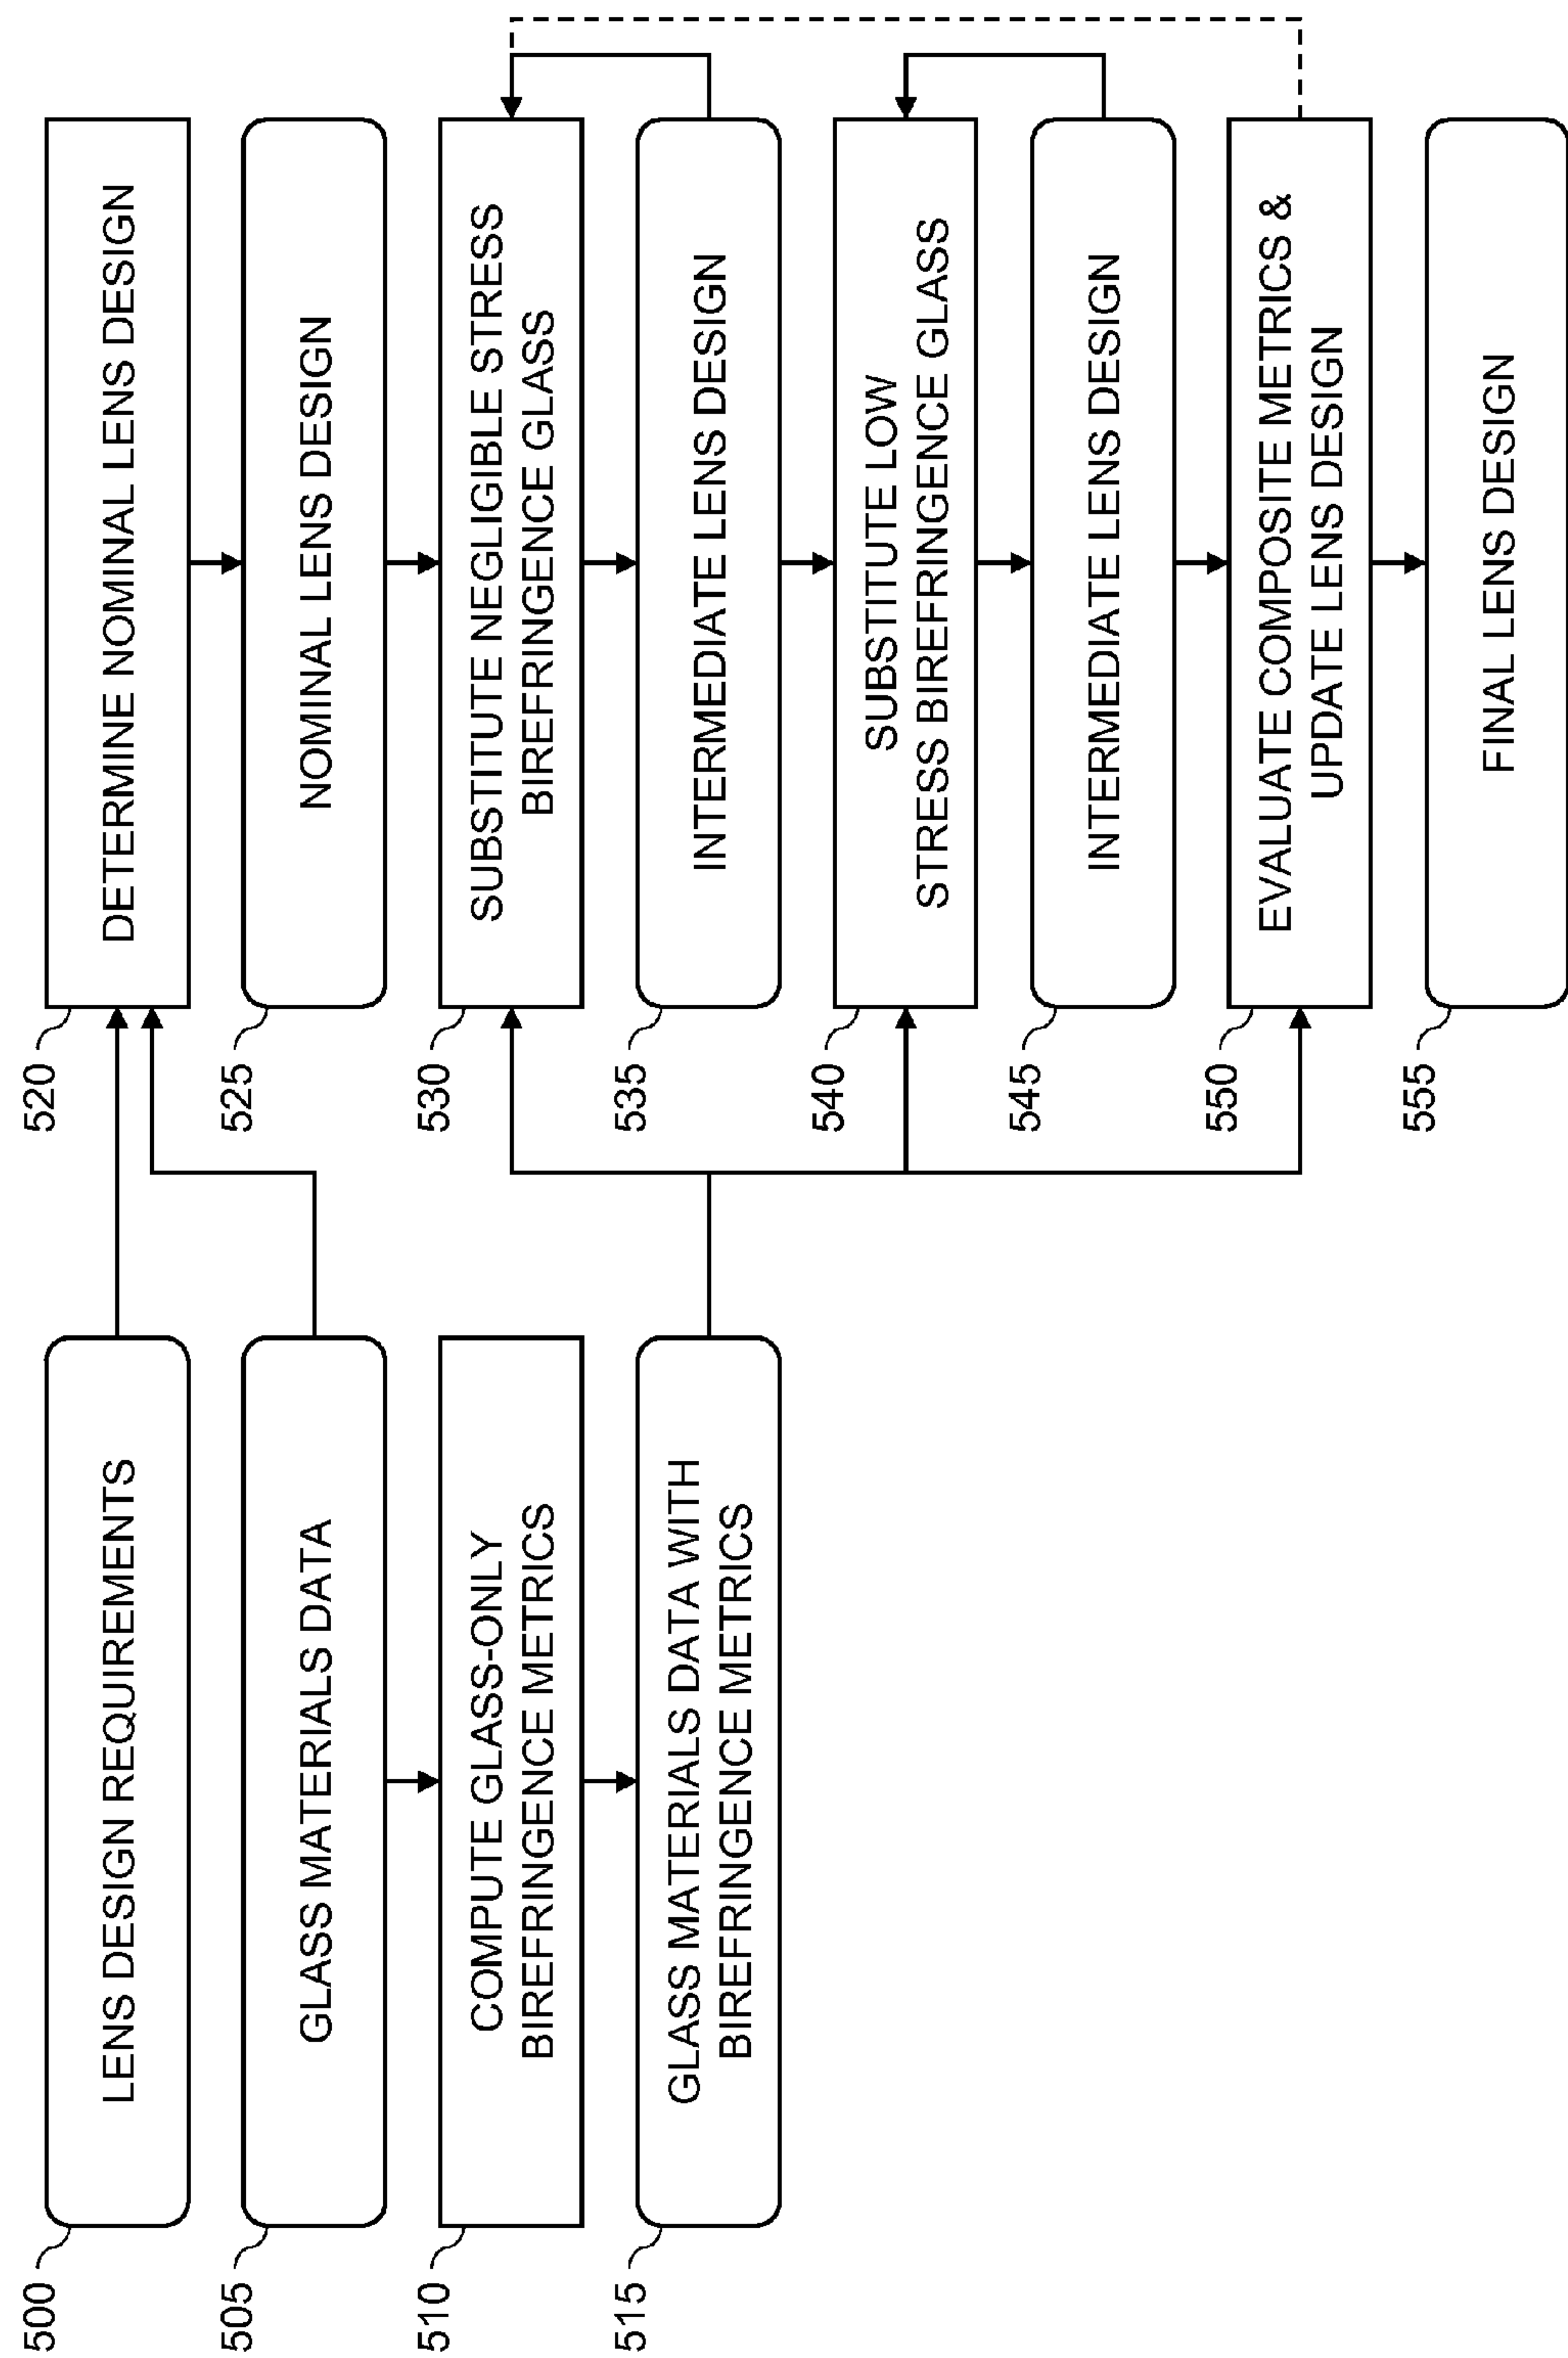 500
LENS DESIGN REQUIREMENTS
505
GLASS MATERIALS DATA
510
COMPUTE GLASS-ONLY
BIREFRINGENCE METRICS
515
GLASS MATERIALS DATA WITH
BIREFRINGENCE METRICS
520
DETERMINE NOMINAL LENS DESIGN
525
NOMINAL LENS DESIGN
530
SUBSTITUTE NEGLIGIBLE STRESS
BIREFRINGENCE GLASS
535
INTERMEDIATE LENS DESIGN
540
SUBSTITUTE LOW
STRESS BIREFRINGENCE GLASS
545
INTERMEDIATE LENS DESIGN
550
EVALUATE COMPOSITE METRICS &
UPDATE LENS DESIGN
555
FINAL LENS DESIGN